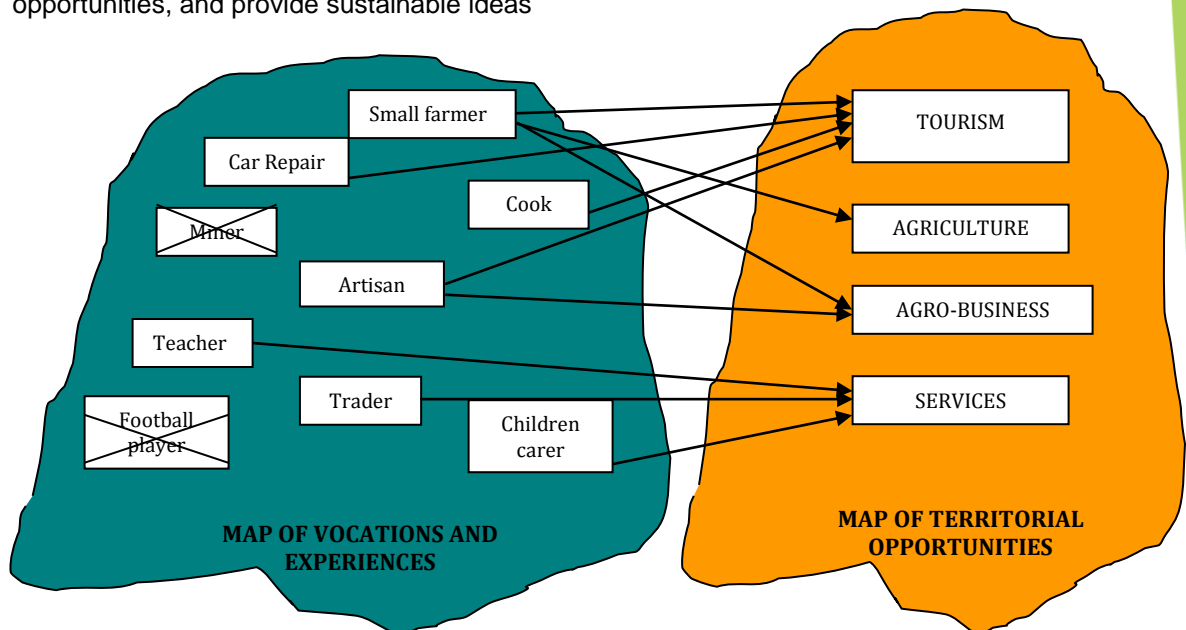 opportunities, and provide sustainable ideas
Small farmer
Car Repair
Cook
Miner
Artisan
Teacher
Trader
Football
player
Children
carer
MAP OF VOCATIONS AND
EXPERIENCES
TOURISM
AGRICULTURE
AGRO-BUSINESS
SERVICES
MAP OF TERRITORIAL
OPPORTUNITIES